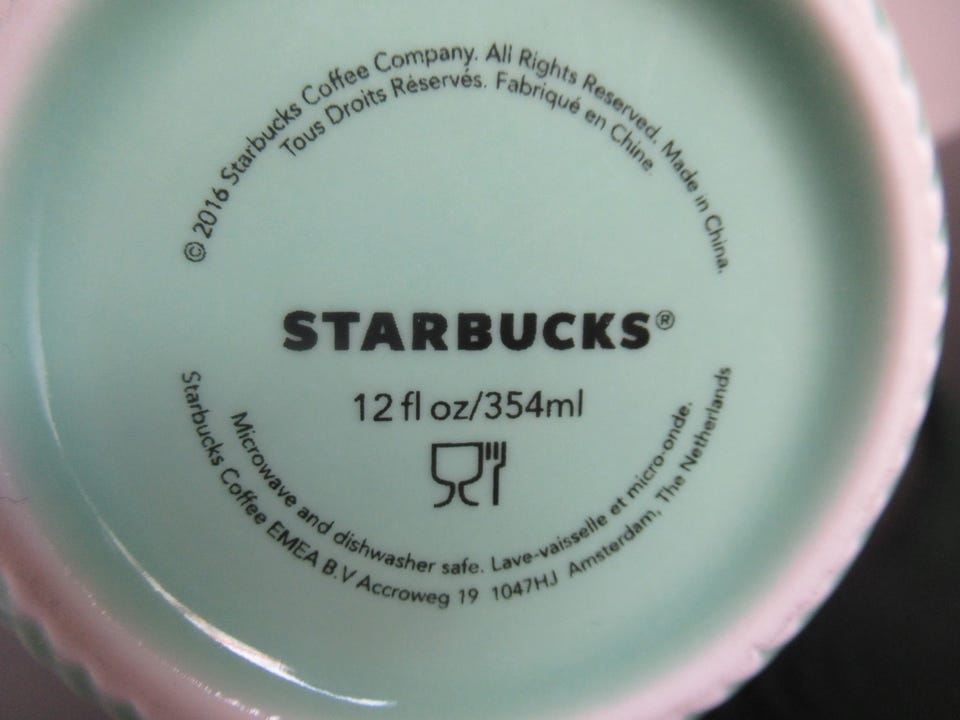 © 2016 Starbucks Coffee Company. All Rights Reserved. Made in China.
Tous Droits Réservés. Fabriqué en Chine.
STARBUCKS®
12 fl oz/354ml
Microwave and dishwasher safe. Lave-vaisselle et micro-onde.
Starbucks Coffee EMEA B.V Accroweg 19 1047HJ Amsterdam, The Netherlands